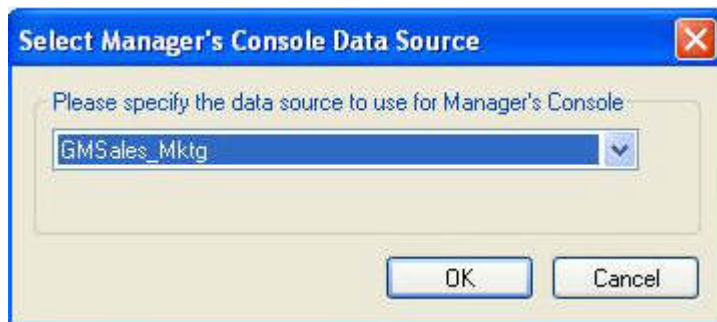 Select Manager's Console Data Source
Please specify the data source to use for Manager's Console
GMSales_Mktg
OK
Cancel